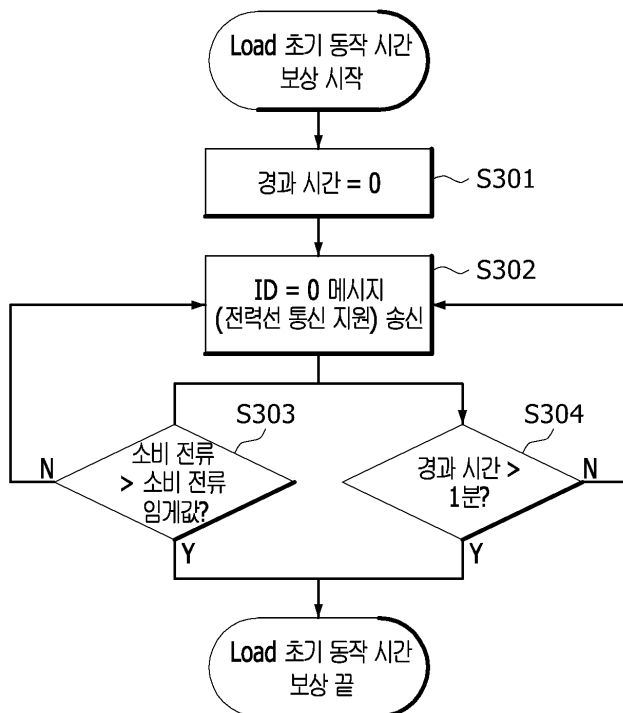 Load 초기 동작 시간
보상 시작
경과 시간 = 0
S301
S302
ID = 0 메시지
(전력선 통신 지원) 송신
S303
S304
소비 전류
> 소비 전류
임게값?
N
Y
경과 시간 >
1분?
N
Y
Load 초기 동작 시간
보상 끝